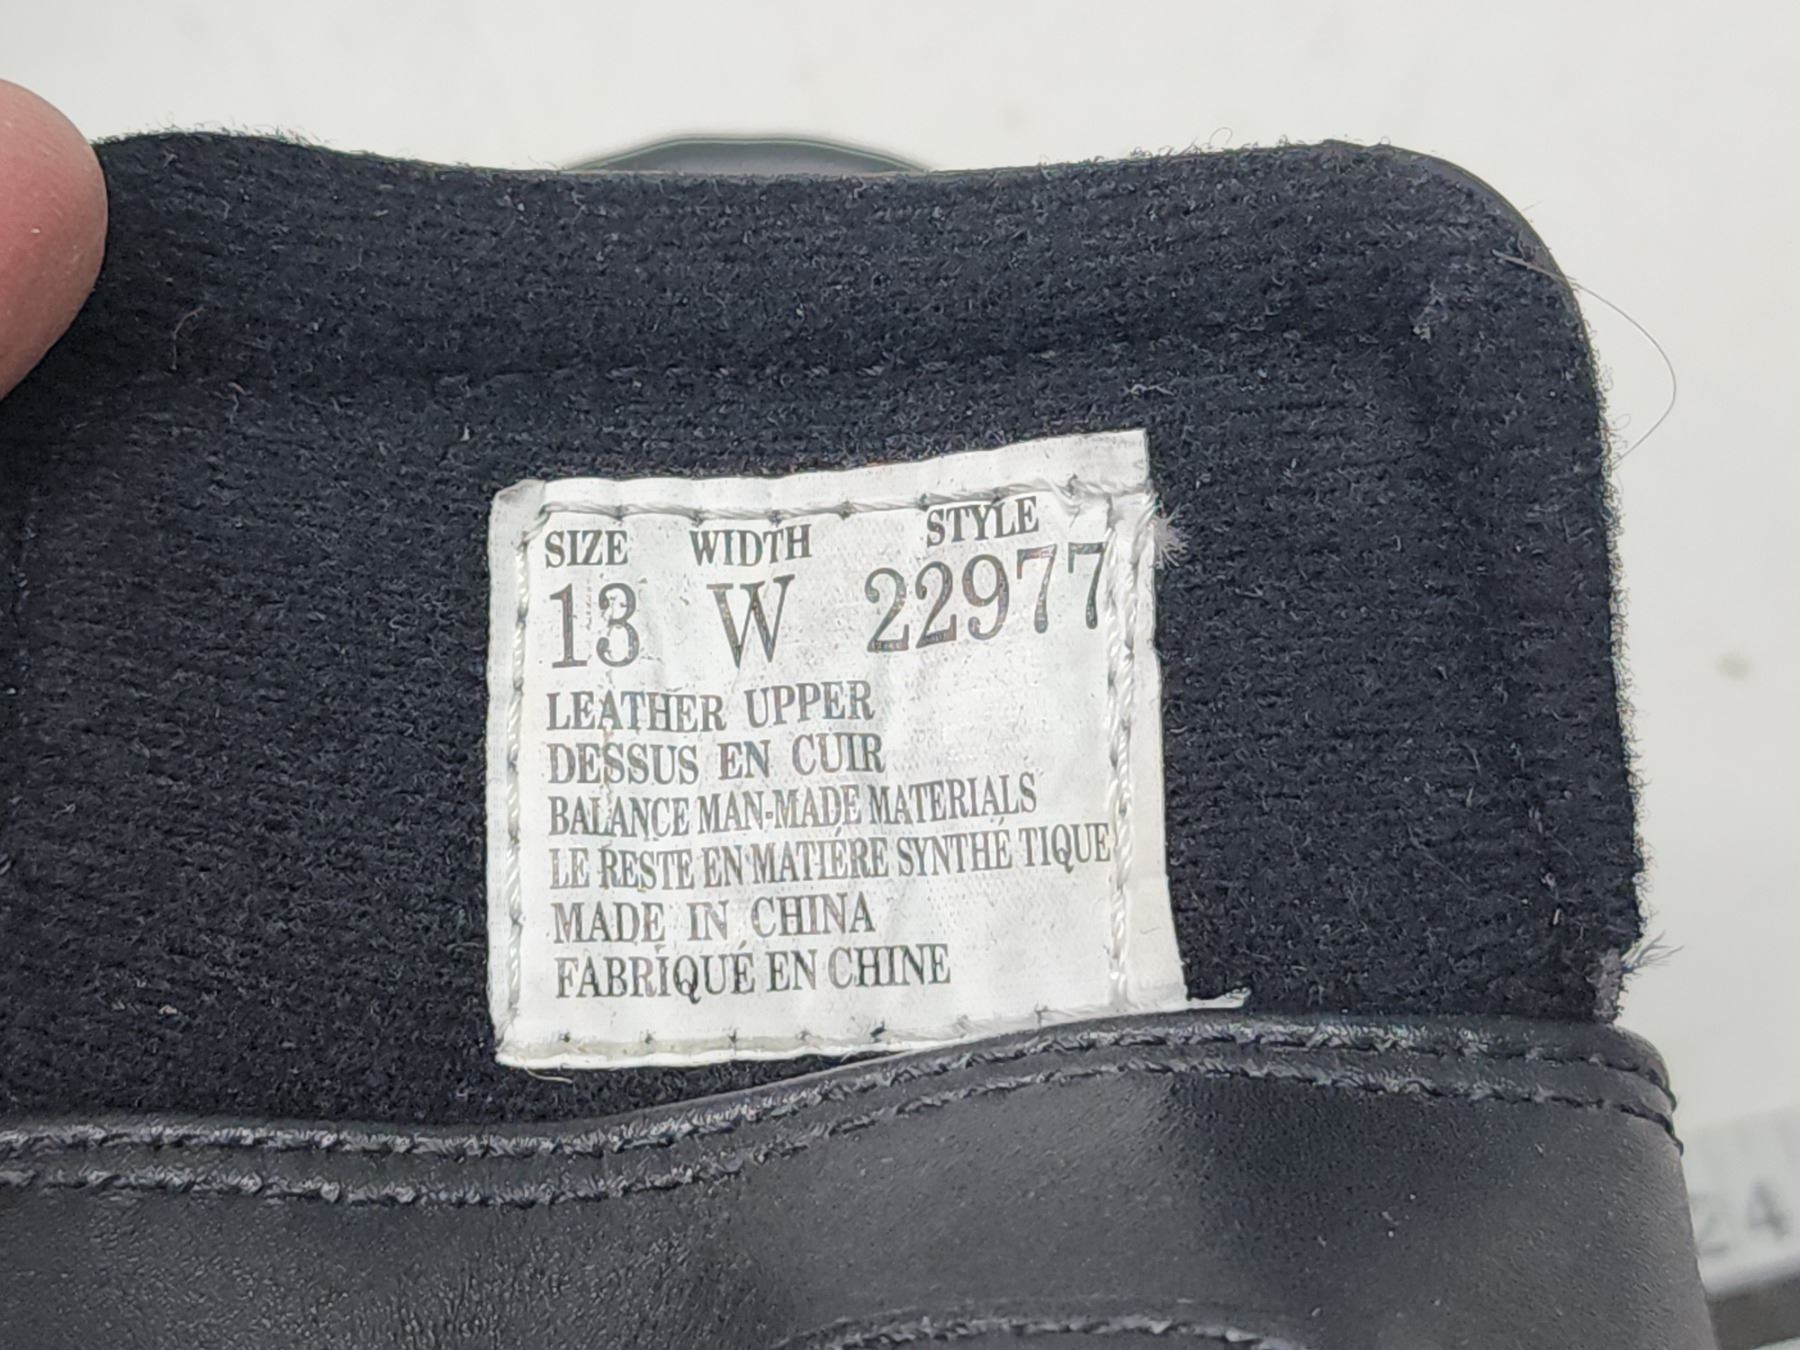 SIZE WIDTH STYLE
13 W 22977
LEATHER UPPER
DESSUS EN CUIR
BALANCE MAN-MADE MATERIALS
LE RESTE EN MATIÈRE SYNTHÉ TIQUE
MADE IN CHINA
FABRIQUÉ EN CHINE
24